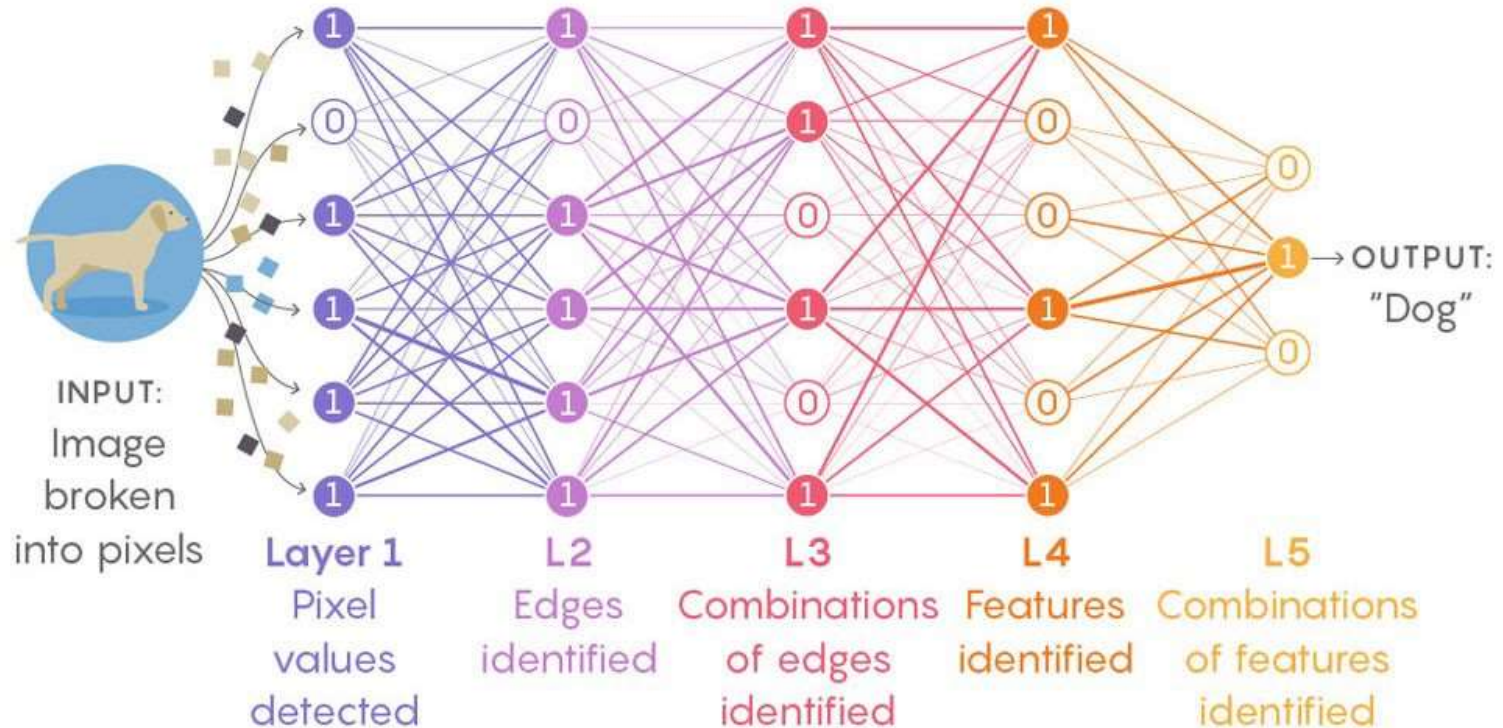 1 1 1 1
0 0 1 0
0
1 1 0 0
1 → OUTPUT:
"Dog"
1 1 1 1
0
1 1 0 0
1 1 1 1
INPUT:
Image
broken
into pixels
Layer 1
Pixel
values
detected
L2
Edges
identified
L3
Combinations
of edges
identified
L4
Features
identified
L5
Combinations
of features
identified